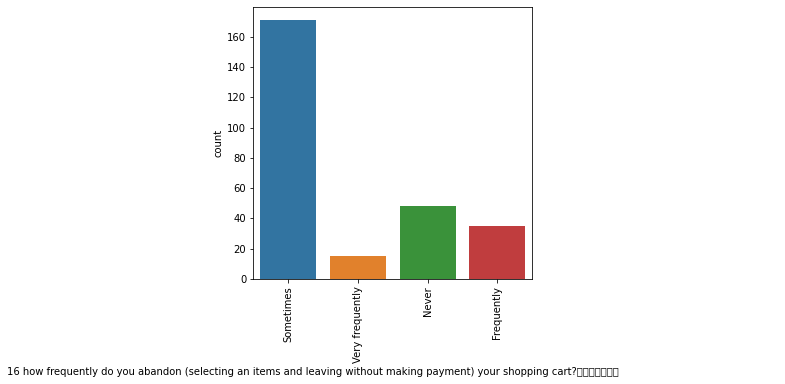 160
140
120
100
80
60
40
20
0
count
Sometimes
Very frequently
Never
Frequently
16 how frequently do you abandon (selecting an items and leaving without making payment) your shopping cart?